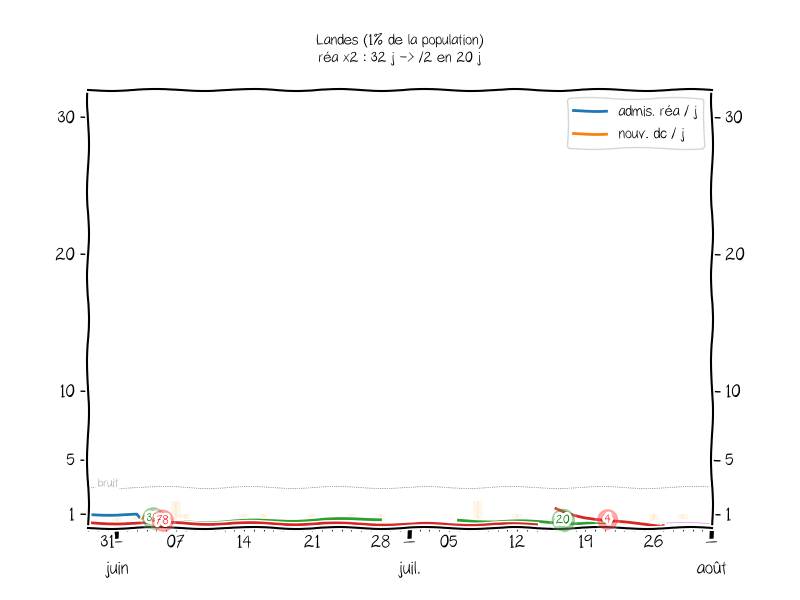 Landes (1% de la population)
réa x2 : 32 j -> /2 en 20 j
admis. réa / j
nouv. dc / j
30 30
20 20
10 10
5 5
bruit
1 1
78 20 4
31 07 14 21 28 05 12 19 26
juin juil. août